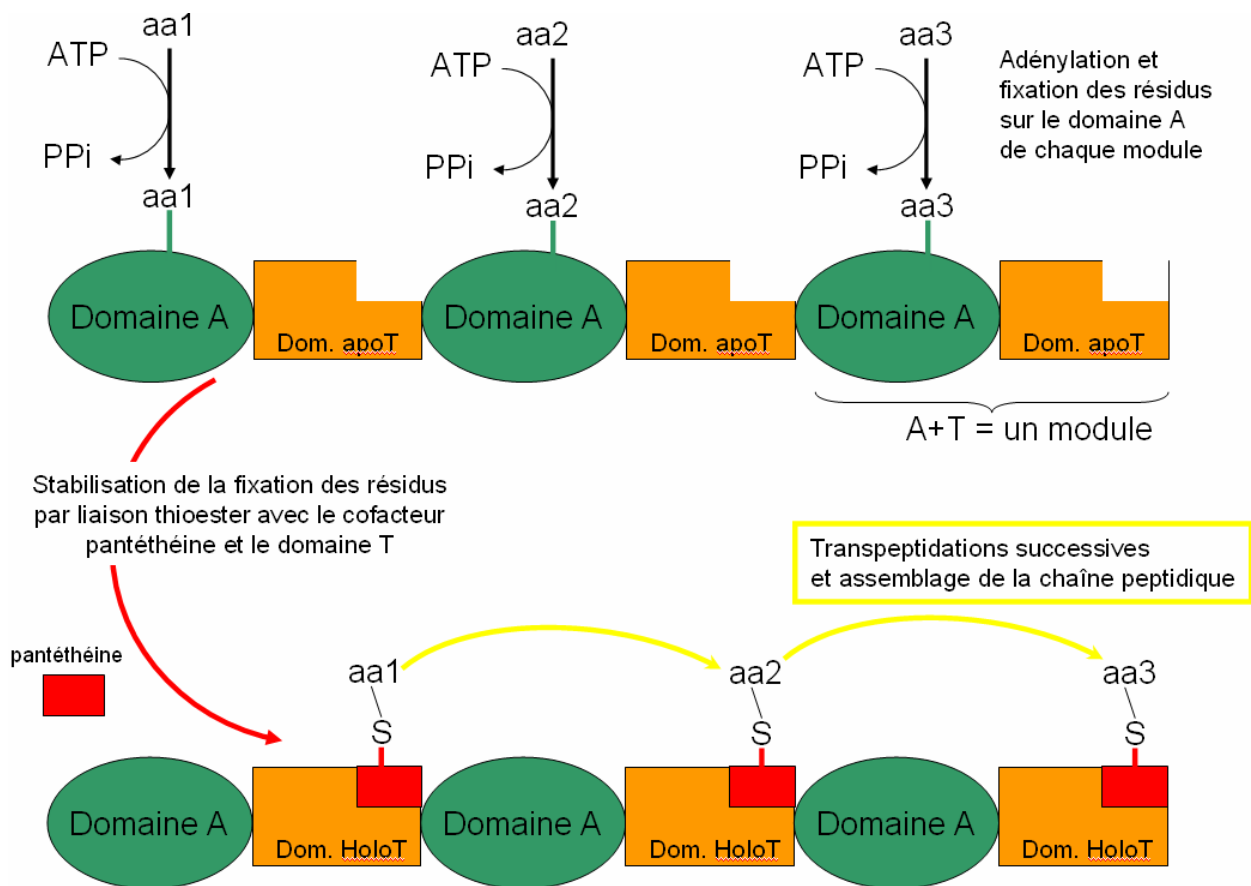 aa1
aa2
aa3
ATP
ATP
ATP
Adénylation et
fixation des résidus
sur le domaine A
de chaque module
PPi
PPi
PPi
aa1
aa2
aa3
Domaine A
Dom. apoT
Domaine A
Dom. apoT
Domaine A
Dom. apoT
A+T = un module
Stabilisation de la fixation des résidus
par liaison thioester avec le cofacteur
pantéthéine et le domaine T
Transpeptidations successives
et assemblage de la chaîne peptidique
pantéthéine
aa1
aa2
aa3
S
S
S
Domaine A
Dom. HoloT
Domaine A
Dom. HoloT
Domaine A
Dom. HoloT